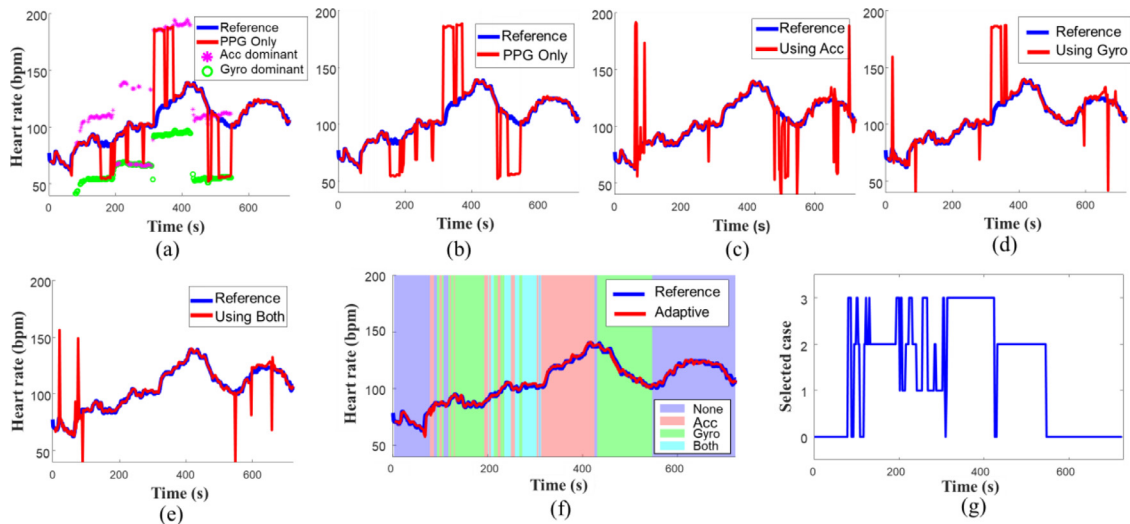 200
150
100
50
Heart rate (bpm)
Reference
PPG Only
Acc dominant
Gyro dominant
0 200 400 600
Time (s)
(a)
200
150
100
50
Reference
PPG Only
0 200 400 600
Time (s)
(b)
200
150
100
50
Reference
Using Acc
0 200 400 600
Time (s)
(c)
200
150
100
50
Reference
Using Gyro
0 200 400 600
Time (s)
(d)
200
150
100
50
Heart rate (bpm)
Reference
Using Both
0 200 400 600
Time (s)
(e)
200
150
100
50
Heart rate (bpm)
Reference
Adaptive
None
Acc
Gyro
Both
0 200 400 600
Time (s)
(f)
3
2
1
0
Selected case
0 200 400 600
Time (s)
(g)